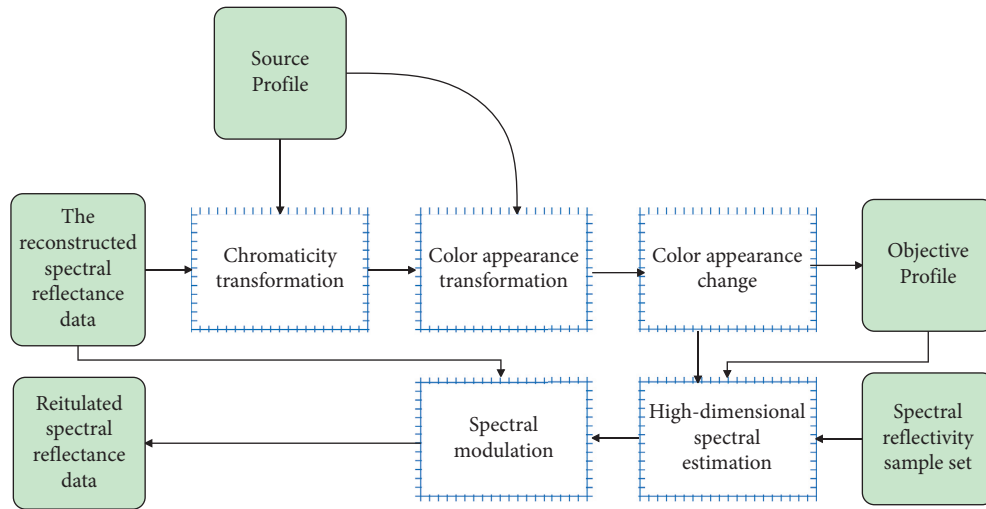 Source
Profile
The
reconstructed
spectral
reflectance
data
Chromaticity
transformation
Color appearance
transformation
Color appearance
change
Objective
Profile
Reitulated
spectral
reflectance
data
Spectral
modulation
High-dimensional
spectral
estimation
Spectral
reflectivity
sample set